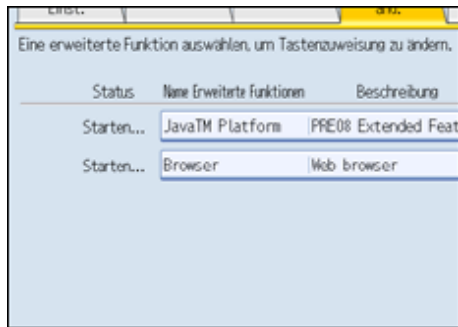 Einst.
änd.
Eine erweiterte Funktion auswählen, um Tastenzuweisung zu ändern.
Status Name Erweiterte Funktionen Beschreibung
Starten... JavaTM Platform PRE08 Extended Feat
Starten... Browser Web browser